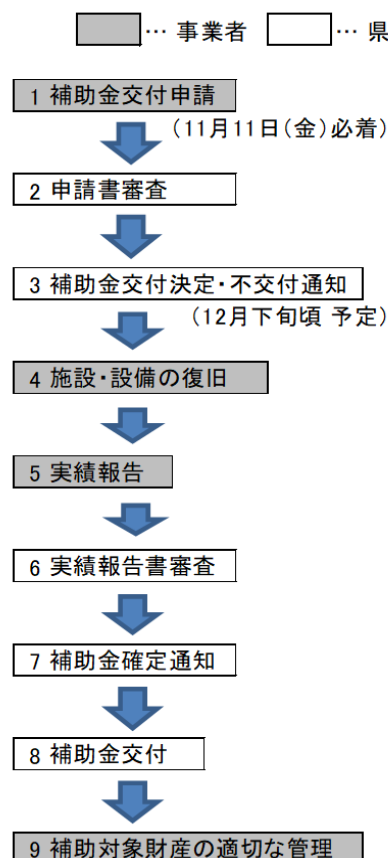 … 事業者 … 県
1 補助金交付申請
(11月11日(金)必着)
2 申請書審査
3 補助金交付決定・不交付通知
(12月下旬頃 予定)
4 施設・設備の復旧
5 実績報告
6 実績報告書審査
7 補助金確定通知
8 補助金交付
9 補助対象財産の適切な管理